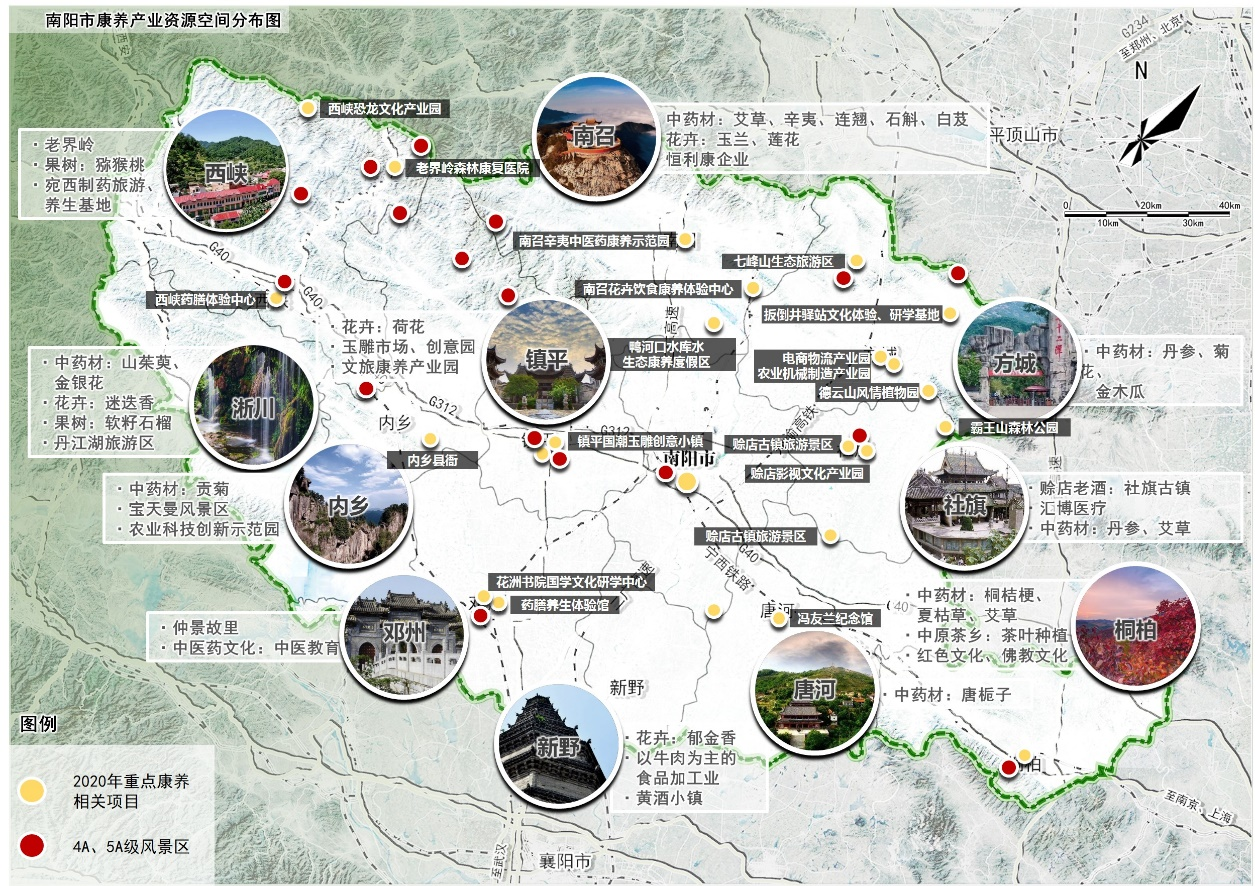 南阳市康养产业资源空间分布图
至西安
G234
至郑州、北京
N
平顶山市
0
20km
40km
10km
30km
西峡恐龙文化产业园
老界岭森林康复医院
· 老界岭
· 果树：猕猴桃
· 宛西制药旅游、
养生基地
西峡
南召
中药材：艾草、辛夷、连翘、石斛、白芨
花卉：玉兰、莲花
恒利康企业
G40
G40
南召辛夷中医药康养示范园
七峰山生态旅游区
南召花卉饮食康养体验中心
西峡药膳体验中心
扳倒井驿站文化体验、研学基地
高速
鸭河口水库水
生态康养度假区
电商物流产业园
农业机械制造产业园
德云山风情植物园
· 花卉：荷花
· 玉雕市场、创意园
· 文旅康养产业园
镇平
方城
· 中药材：丹参、菊
花、
金木瓜
· 中药材：山茱萸、
金银花
· 花卉：迷迭香
· 果树：软籽石榴
· 丹江湖旅游区
淅川
G312
G312
内乡
内乡县衙
镇平国潮玉雕创意小镇
南阳市
渝高铁
赊店古镇旅游景区
赊店影视文化产业园
霸王山森林公园
高速
· 中药材：贡菊
· 宝天曼风景区
· 农业科技创新示范园
内乡
社旗
· 赊店老酒：社旗古镇
汇博医疗
· 中药材：丹参、艾草
赊店古镇旅游景区
G40
宁西铁路
花洲书院国学文化研学中心
药膳养生体验馆
唐河
冯友兰纪念馆
G40
· 仲景故里
· 中医药文化：中医教育
邓州
· 中药材：桐桔梗、
夏枯草、艾草
· 中原茶乡：茶叶种植
· 红色文化、佛教文化
桐柏
新野
唐河
· 中药材：唐栀子
新野
· 花卉：郁金香
· 以牛肉为主的
食品加工业
· 黄酒小镇
图例
2020年重点康养
相关项目
4A、5A级风景区
至南京、上海
至武汉
襄阳市